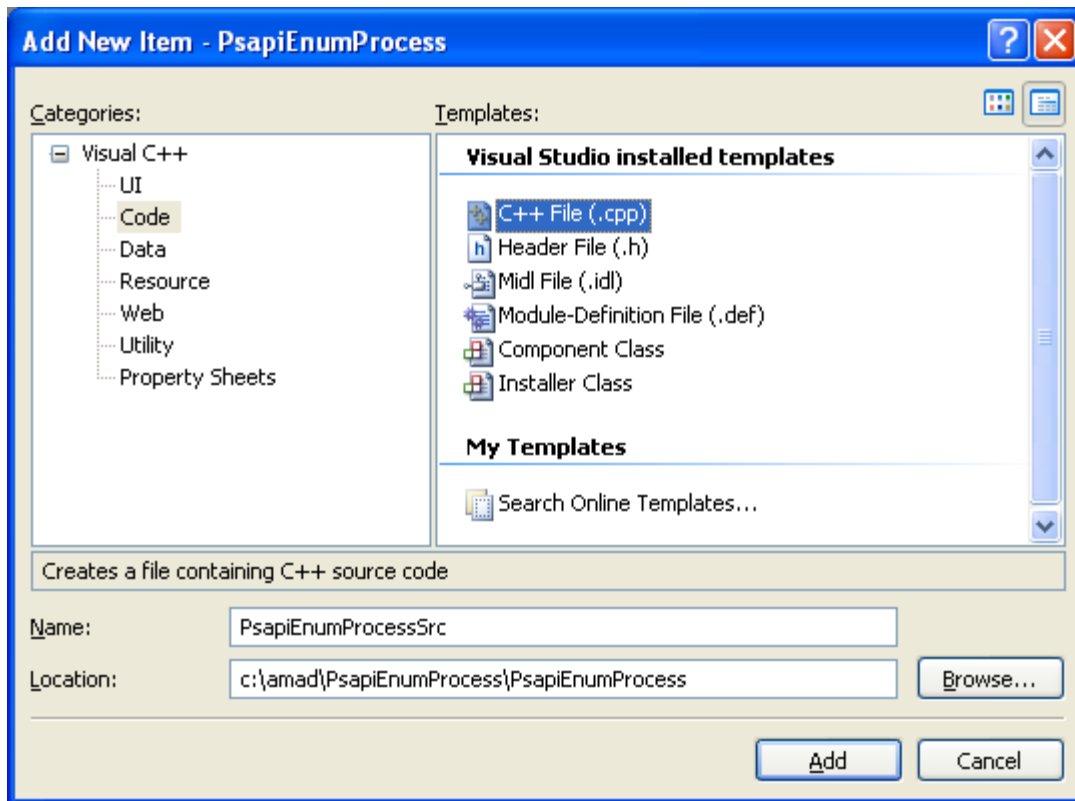 Add New Item - PsapiEnumProcess
Categories:
Templates:
Visual C++
UI
Code
Data
Resource
Web
Utility
Property Sheets
Visual Studio installed templates
C++ File (.cpp)
Header File (.h)
Midl File (.idl)
Module-Definition File (.def)
Component Class
Installer Class
My Templates
Search Online Templates...
Creates a file containing C++ source code
Name:
PsapiEnumProcessSrc
Location:
c:\amad\PsapiEnumProcess\PsapiEnumProcess
Browse...
Add
Cancel